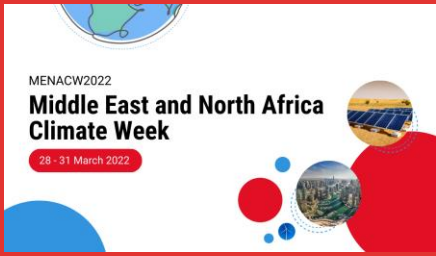 MENACW2022
Middle East and North Africa
Climate Week
28 - 31 March 2022